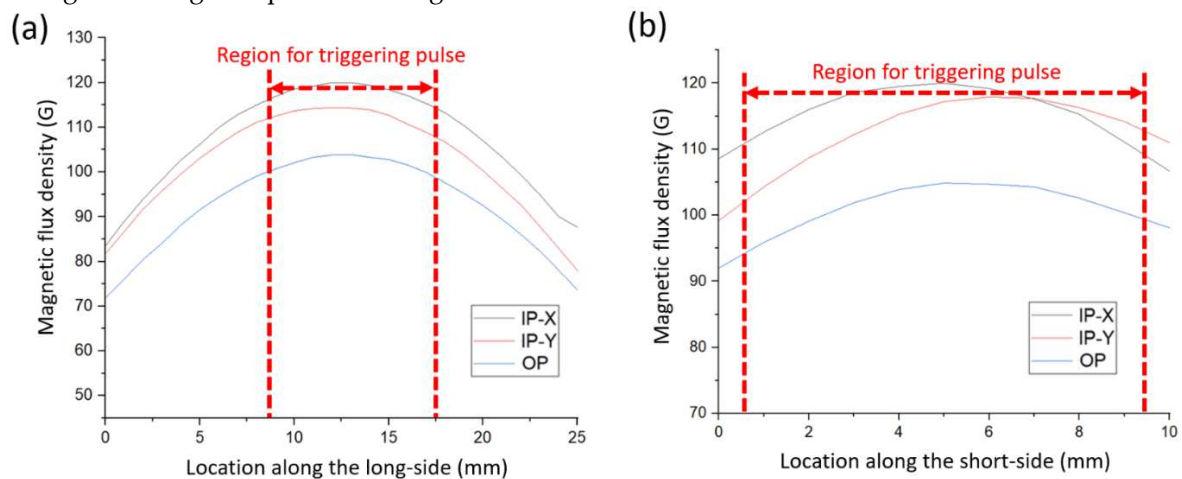 (a)
Region for triggering pulse
Magnetic flux density (G)
130
120
110
100
90
80
70
60
50
0
5
10
15
20
25
IP-X
IP-Y
OP
Location along the long-side (mm)
(b)
Region for triggering pulse
Magnetic flux density (G)
120
110
100
90
80
70
0
2
4
6
8
10
IP-X
IP-Y
OP
Location along the short-side (mm)